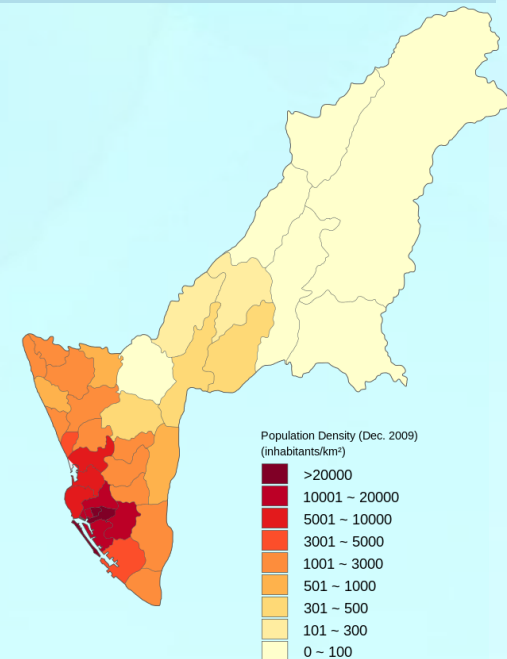 Population Density (Dec. 2009)
(inhabitants/km²)
>20000
10001 ~ 20000
5001 ~ 10000
3001 ~ 5000
1001 ~ 3000
501 ~ 1000
301 ~ 500
101 ~ 300
0 ~ 100